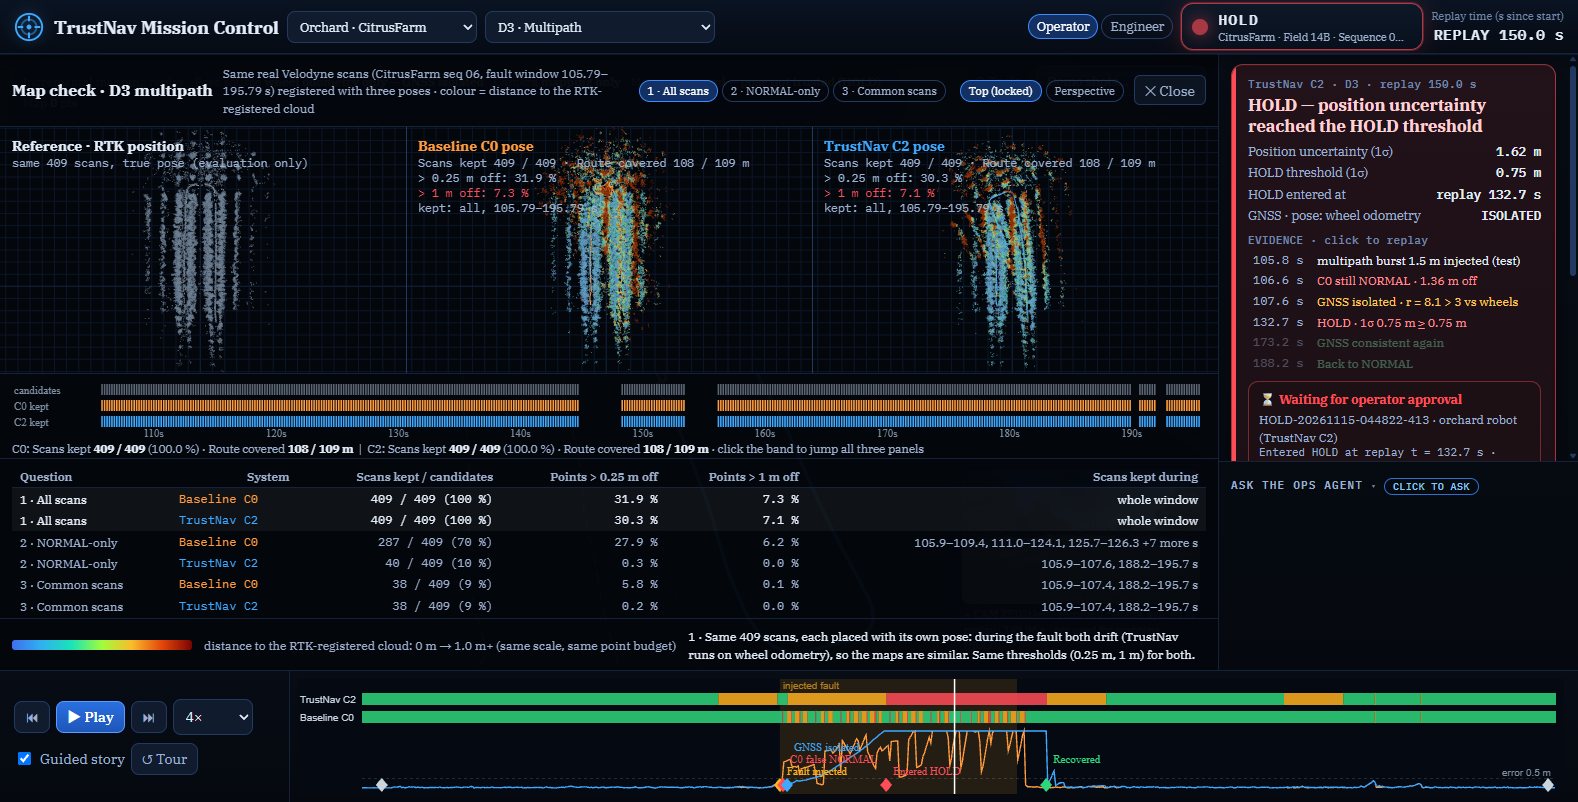 TrustNav Mission Control
Orchard · CitrusFarm
D3 · Multipath
Operator
Engineer
HOLD
CitrusFarm · Field 14B · Sequence 0...
Replay time (s since start)
REPLAY 150.0 s
Map check · D3 multipath
Same real Velodyne scans (CitrusFarm seq 06, fault window 105.79–
195.79 s) registered with three poses · colour = distance to the RTK-
registered cloud
1 · All scans
2 · NORMAL-only
3 · Common scans
Top (locked)
Perspective
× Close
Reference · RTK position
same 409 scans, true pose (evaluation only)
Baseline C0 pose
Scans kept 409 / 409 · Route covered 108 / 109 m
> 0.25 m off: 31.9 %
> 1 m off: 7.3 %
kept: all, 105.79–195.79
TrustNav C2 pose
Scans kept 409 / 409 · Route covered 108 / 109 m
> 0.25 m off: 30.3 %
> 1 m off: 7.1 %
kept: all, 105.79–195.79
candidates
C0 kept
C2 kept
110s 120s 130s 140s 150s 160s 170s 180s 190s
C0: Scans kept 409 / 409 (100.0 %) · Route covered 108 / 109 m | C2: Scans kept 409 / 409 (100.0 %) · Route covered 108 / 109 m · click the band to jump all three panels
Question System Scans kept / candidates Points > 0.25 m off Points > 1 m off Scans kept during
1 · All scans Baseline C0 409 / 409 (100 %) 31.9 % 7.3 % whole window
1 · All scans TrustNav C2 409 / 409 (100 %) 30.3 % 7.1 % whole window
2 · NORMAL-only Baseline C0 287 / 409 (70 %) 27.9 % 6.2 % 105.9–109.4, 111.0–124.1, 125.7–126.3 +7 more s
2 · NORMAL-only TrustNav C2 40 / 409 (10 %) 0.3 % 0.0 % 105.9–107.6, 188.2–195.7 s
3 · Common scans Baseline C0 38 / 409 (9 %) 5.8 % 0.1 % 105.9–107.4, 188.2–195.7 s
3 · Common scans TrustNav C2 38 / 409 (9 %) 0.2 % 0.0 % 105.9–107.4, 188.2–195.7 s
distance to the RTK-registered cloud: 0 m → 1.0 m+ (same scale, same point budget)
1 · Same 409 scans, each placed with its own pose: during the fault both drift (TrustNav
runs on wheel odometry), so the maps are similar. Same thresholds (0.25 m, 1 m) for both.
TrustNav C2 · D3 · replay 150.0 s
HOLD — position uncertainty
reached the HOLD threshold
Position uncertainty (1σ) 1.62 m
HOLD threshold (1σ) 0.75 m
HOLD entered at replay 132.7 s
GNSS · pose: wheel odometry ISOLATED
EVIDENCE · click to replay
105.8 s multipath burst 1.5 m injected (test)
106.6 s C0 still NORMAL · 1.36 m off
107.6 s GNSS isolated · r = 8.1 > 3 vs wheels
132.7 s HOLD · 1σ 0.75 m ≥ 0.75 m
173.2 s GNSS consistent again
188.2 s Back to NORMAL
⏳ Waiting for operator approval
HOLD-20261115-044822-413 · orchard robot
(TrustNav C2)
Entered HOLD at replay t = 132.7 s ·
ASK THE OPS AGENT · CLICK TO ASK
Play
4×
Guided story
↺ Tour
injected fault
TrustNav C2
Baseline C0
GNSS isolated
C0 false NORMAL
Fault injected
Entered HOLD
Recovered
error 0.5 m